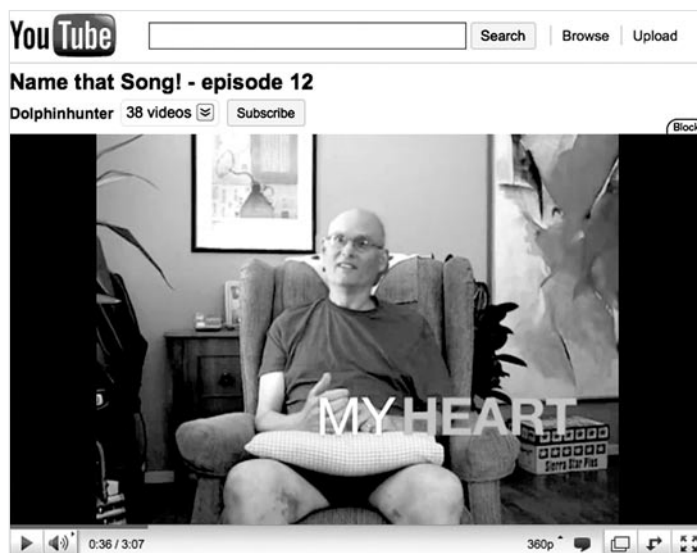 You Tube Search Browse Upload
Name that Song! - episode 12
Dolphinhunter 38 videos Subscribe
Block
MY HEART
Sierra Star Pies
0:36 / 3:07 360p